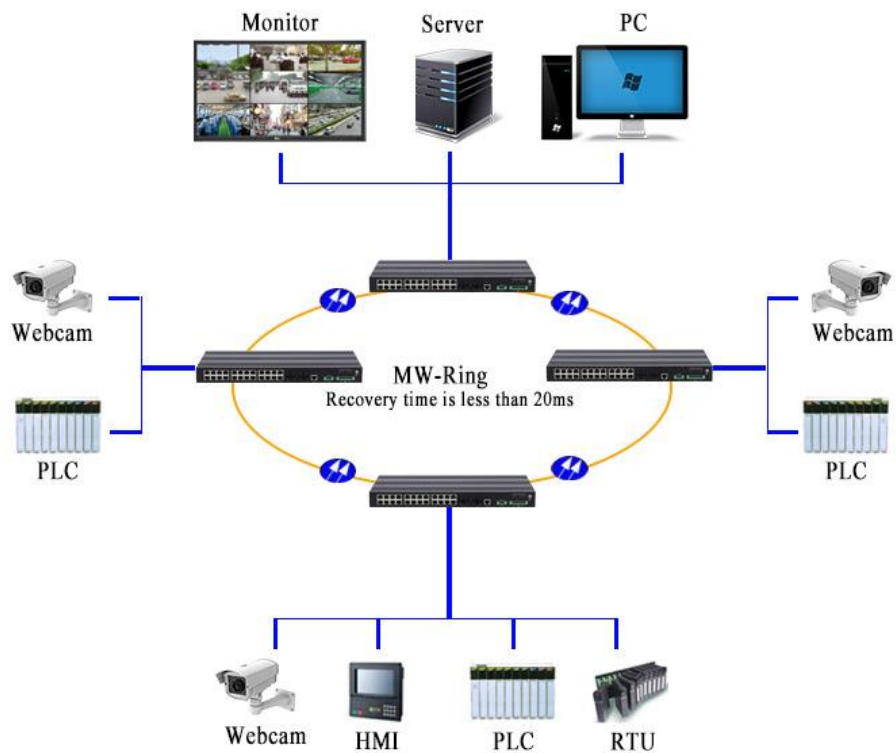 Monitor
Server
PC
Webcam
Webcam
MW-Ring
Recovery time is less than 20ms
PLC
PLC
Webcam
HMI
PLC
RTU